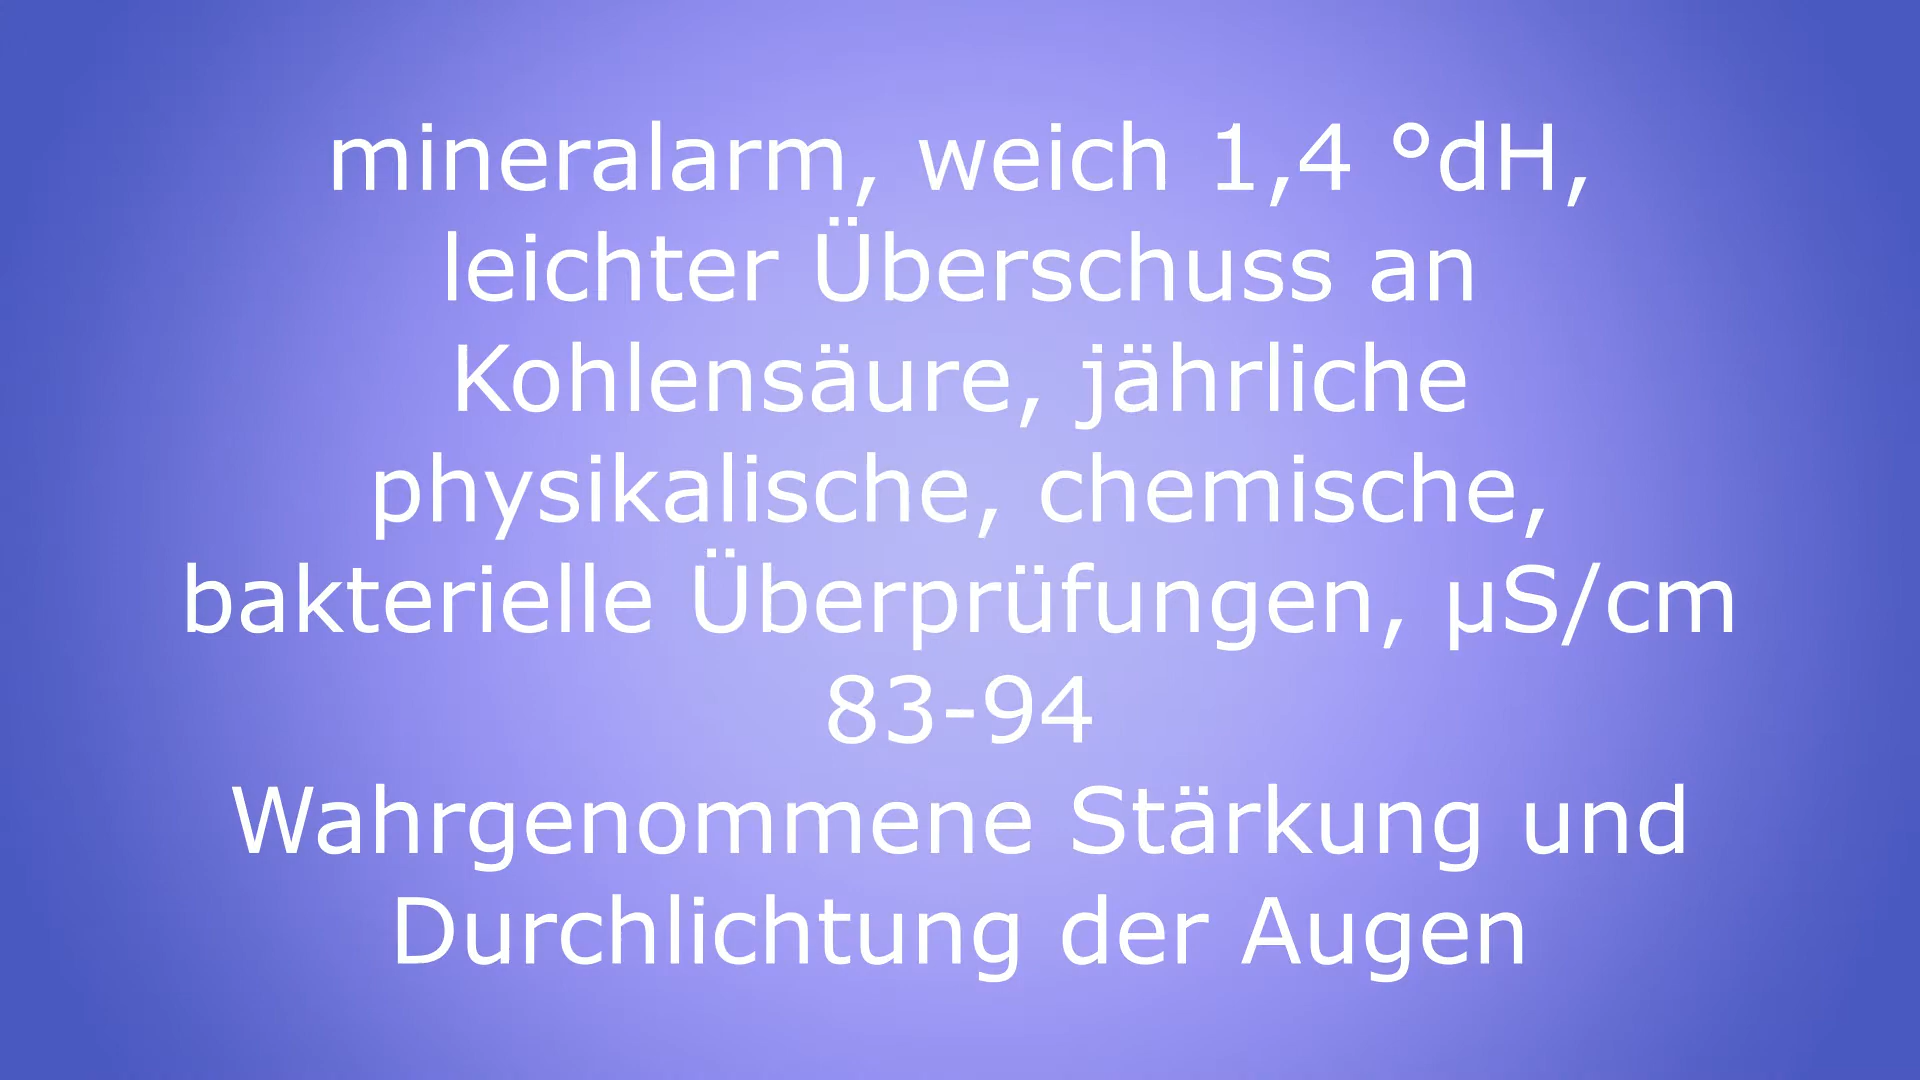 mineralarm, weich 1,4 °dH,
leichter Überschuss an
Kohlensäure, jährliche
physikalische, chemische,
bakterielle Überprüfungen, µS/cm
83-94
Wahrgenommene Stärkung und
Durchlichtung der Augen